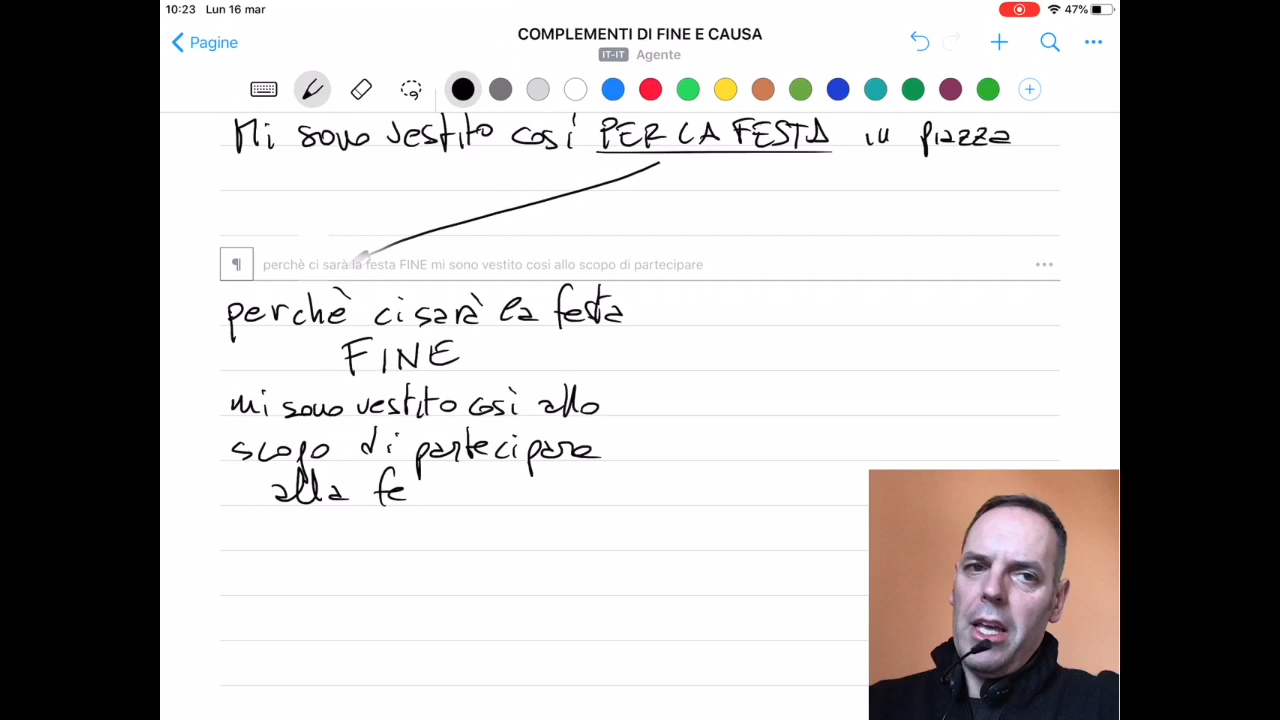 10:23 Lun 16 mar 47%
Pagine
COMPLEMENTI DI FINE E CAUSA
IT-IT Agente
Mi sono vestito così PER LA FESTA in piazza
¶ perchè ci sarà la festa FINE mi sono vestito cosi allo scopo di partecipare
perchè ci sarà la festa
FINE
mi sono vestito così allo
scopo di partecipare
alla fe